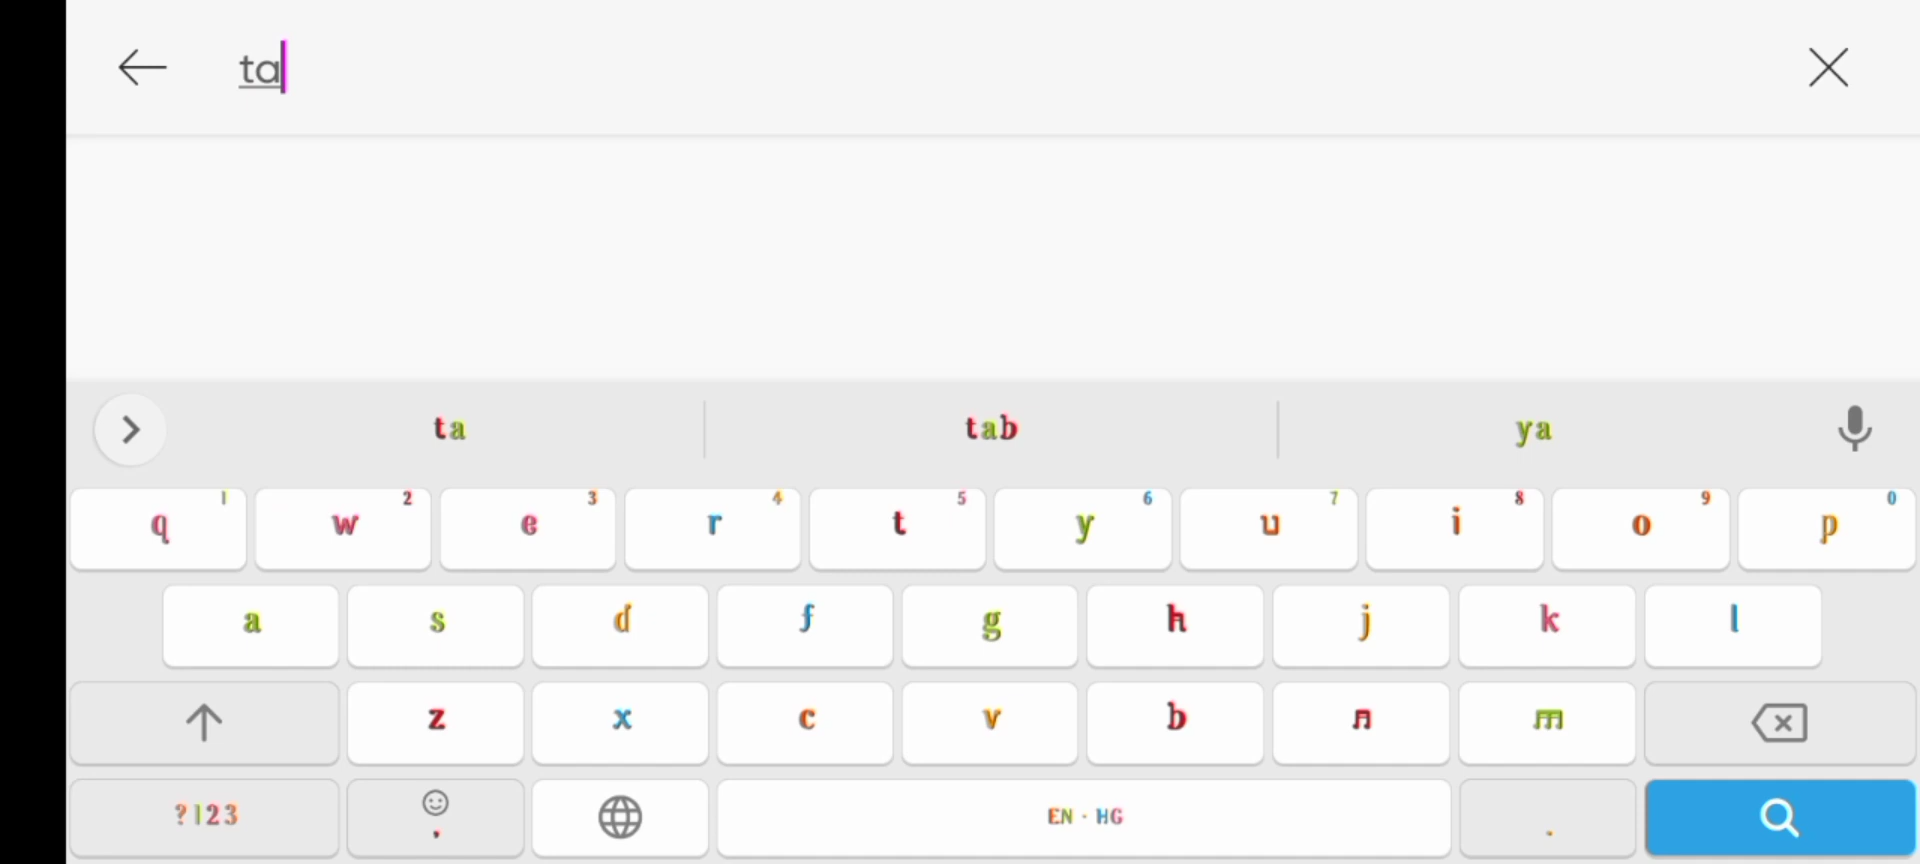 ta
ta tab ya
q 1 w 2 e 3 r 4 t 5 y 6 u 7 i 8 o 9 p 0
a s d f g h j k l
z x c v b n m
?123 , EN · HG .